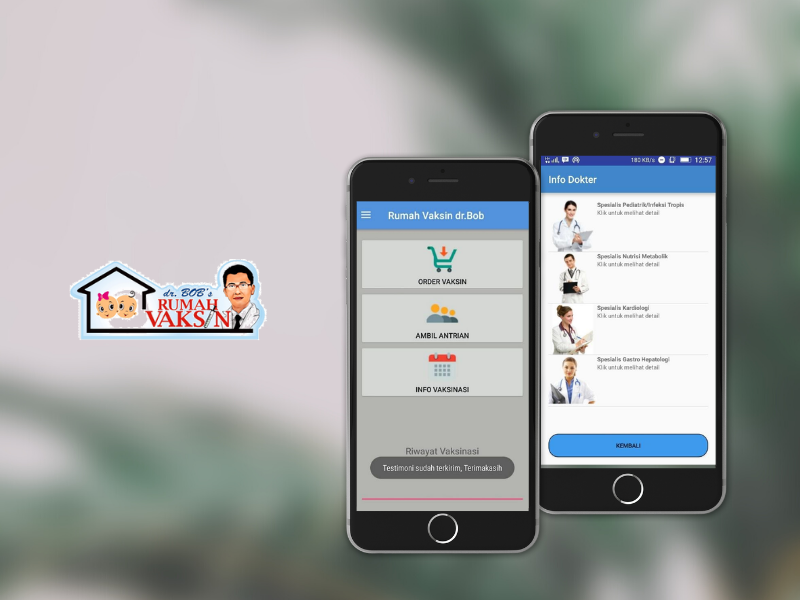 dr. BOB's
RUMAH
VAKSIN
Rumah Vaksin dr.Bob
ORDER VAKSIN
AMBIL ANTRIAN
INFO VAKSINASI
Riwayat Vaksinasi
Testimoni sudah terkirim, Terimakasih
180 KB/s 12:57
Info Dokter
Spesialis Pediatrik/Infeksi Tropis
Klik untuk melihat detail
Spesialis Nutrisi Metabolik
Klik untuk melihat detail
Spesialis Kardiologi
Klik untuk melihat detail
Spesialis Gastro Hepatologi
Klik untuk melihat detail
KEMBALI